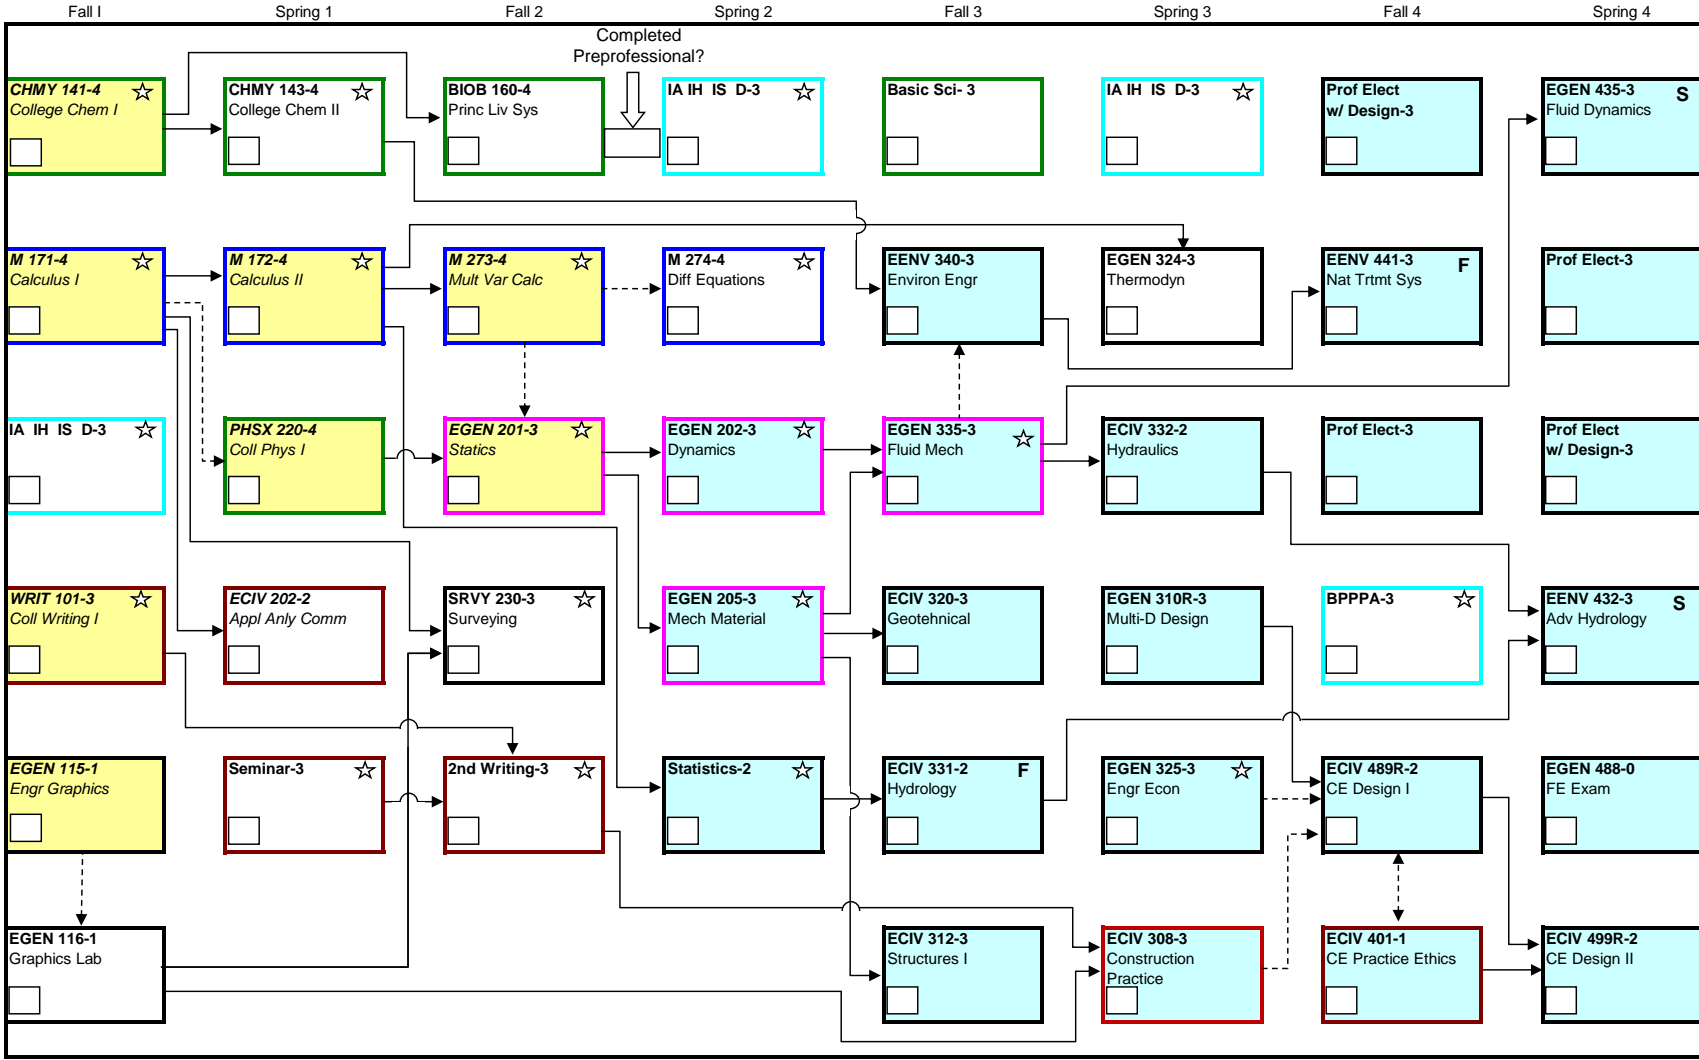 Fall I
Spring 1
Fall 2
Spring 2
Fall 3
Spring 3
Fall 4
Spring 4
Completed
Preprofessional?
CHMY 141-4
College Chem I
CHMY 143-4
College Chem II
BIOB 160-4
Princ Liv Sys
IA IH IS D-3
Basic Sci- 3
IA IH IS D-3
Prof Elect
w/ Design-3
EGEN 435-3 S
Fluid Dynamics
M 171-4
Calculus I
M 172-4
Calculus II
M 273-4
Mult Var Calc
M 274-4
Diff Equations
EENV 340-3
Environ Engr
EGEN 324-3
Thermodyn
EENV 441-3 F
Nat Trtmt Sys
Prof Elect-3
IA IH IS D-3
PHSX 220-4
Coll Phys I
EGEN 201-3
Statics
EGEN 202-3
Dynamics
EGEN 335-3
Fluid Mech
ECIV 332-2
Hydraulics
Prof Elect-3
Prof Elect
w/ Design-3
WRIT 101-3
Coll Writing I
ECIV 202-2
Appl Anly Comm
SRVY 230-3
Surveying
EGEN 205-3
Mech Material
ECIV 320-3
Geotehnical
EGEN 310R-3
Multi-D Design
BPPPA-3
EENV 432-3 S
Adv Hydrology
EGEN 115-1
Engr Graphics
Seminar-3
2nd Writing-3
Statistics-2
ECIV 331-2 F
Hydrology
EGEN 325-3
Engr Econ
ECIV 489R-2
CE Design I
EGEN 488-0
FE Exam
EGEN 116-1
Graphics Lab
ECIV 312-3
Structures I
ECIV 308-3
Construction
Practice
ECIV 401-1
CE Practice Ethics
ECIV 499R-2
CE Design II